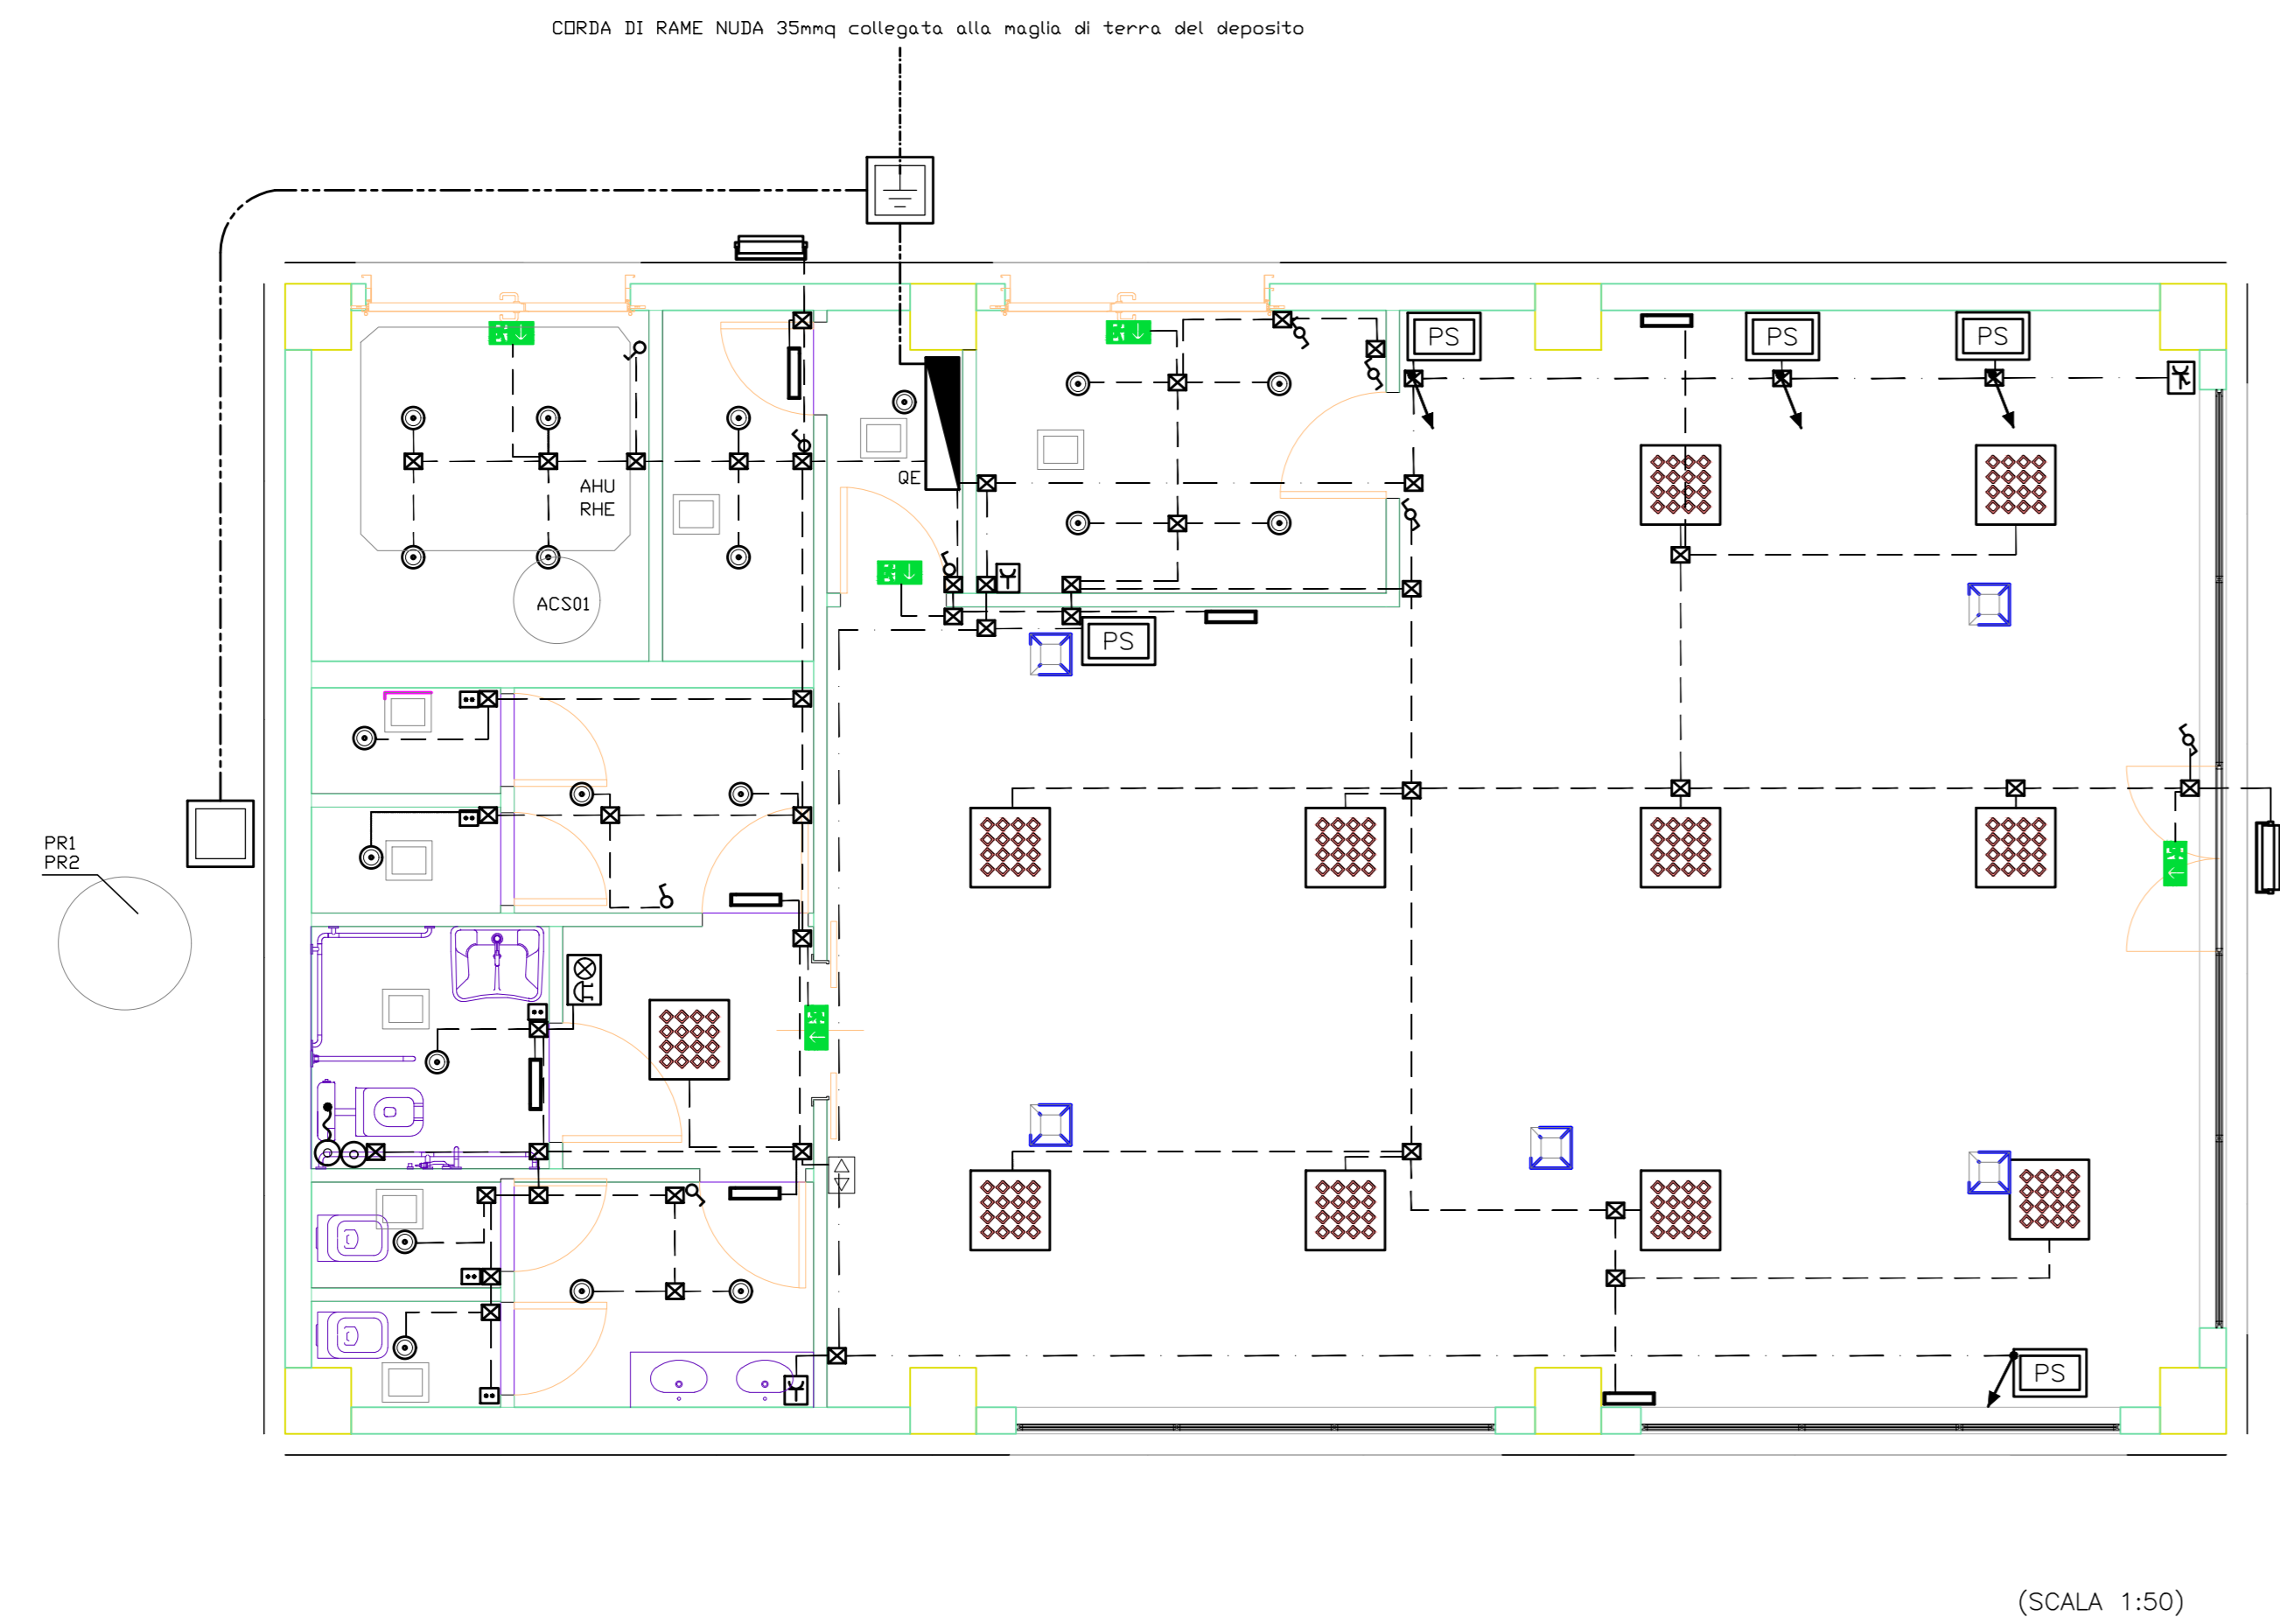 CORDA DI RAME NUDA 35mmq collegata alla maglia di terra del deposito
PS
PS
PS
QE
AHU
RHE
ACS01
PS
PR1
PR2
PS
(SCALA 1:50)